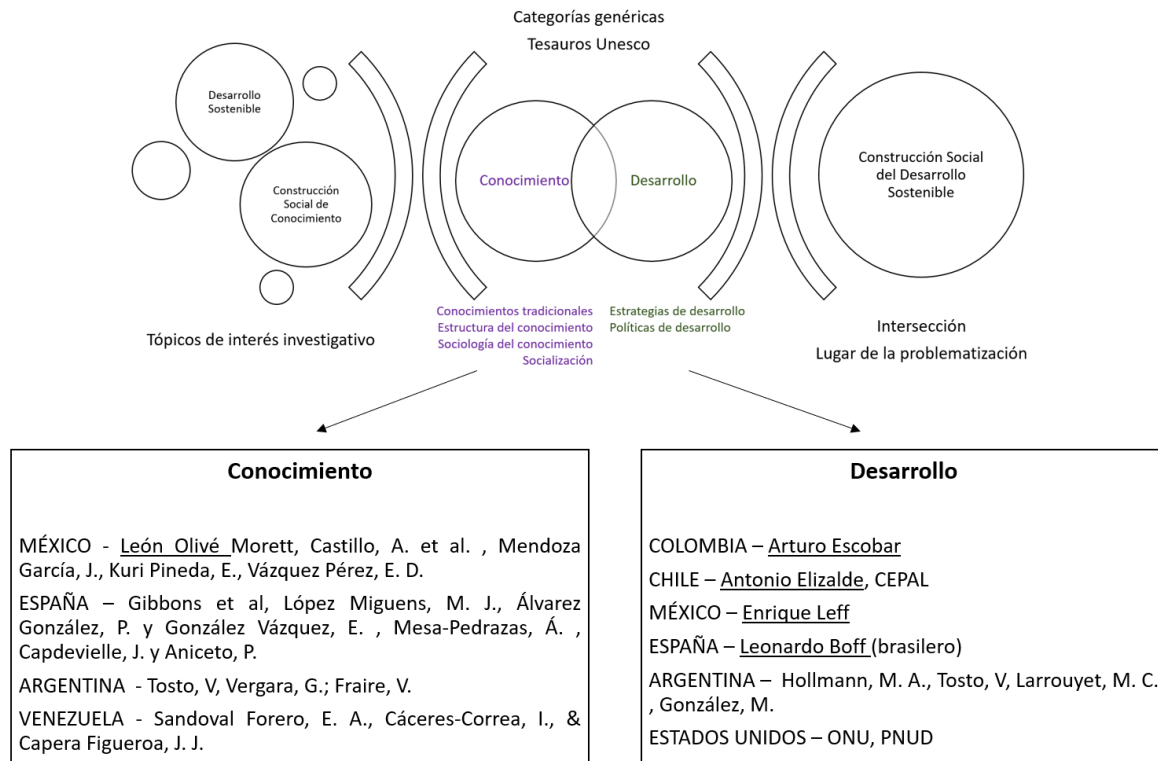 Categorías genéricas
Tesauros Unesco
Desarrollo
Sostenible
Construcción
Social de
Conocimiento
Conocimiento
Desarrollo
Construcción Social
del Desarrollo
Sostenible
Tópicos de interés investigativo
Conocimientos tradicionales
Estructura del conocimiento
Sociología del conocimiento
Socialización
Estrategias de desarrollo
Políticas de desarrollo
Intersección
Lugar de la problematización
Conocimiento
MÉXICO - León Olivé Morett, Castillo, A. et al. , Mendoza
García, J., Kuri Pineda, E., Vázquez Pérez, E. D.
ESPAÑA – Gibbons et al, López Miguens, M. J., Álvarez
González, P. y González Vázquez, E. , Mesa-Pedrazas, Á. ,
Capdevielle, J. y Aniceto, P.
ARGENTINA - Tosto, V, Vergara, G.; Fraire, V.
VENEZUELA - Sandoval Forero, E. A., Cáceres-Correa, I., &
Capera Figueroa, J. J.
Desarrollo
COLOMBIA – Arturo Escobar
CHILE – Antonio Elizalde, CEPAL
MÉXICO – Enrique Leff
ESPAÑA – Leonardo Boff (brasilero)
ARGENTINA – Hollmann, M. A., Tosto, V, Larrouyet, M. C.
, González, M.
ESTADOS UNIDOS – ONU, PNUD